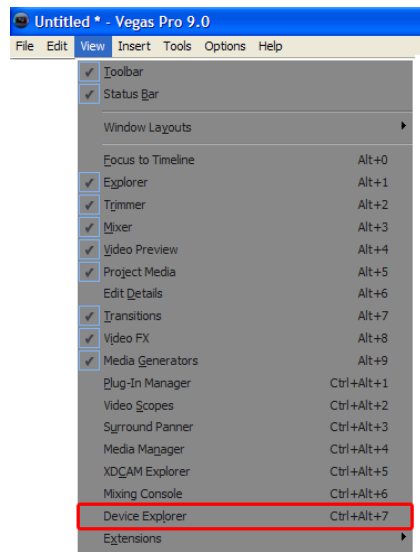 Untitled * - Vegas Pro 9.0
File Edit View Insert Tools Options Help
Toolbar
Status Bar
Window Layouts
Focus to Timeline Alt+0
Explorer Alt+1
Trimmer Alt+2
Mixer Alt+3
Video Preview Alt+4
Project Media Alt+5
Edit Details Alt+6
Transitions Alt+7
Video FX Alt+8
Media Generators Alt+9
Plug-In Manager Ctrl+Alt+1
Video Scopes Ctrl+Alt+2
Surround Panner Ctrl+Alt+3
Media Manager Ctrl+Alt+4
XDCAM Explorer Ctrl+Alt+5
Mixing Console Ctrl+Alt+6
Device Explorer Ctrl+Alt+7
Extensions